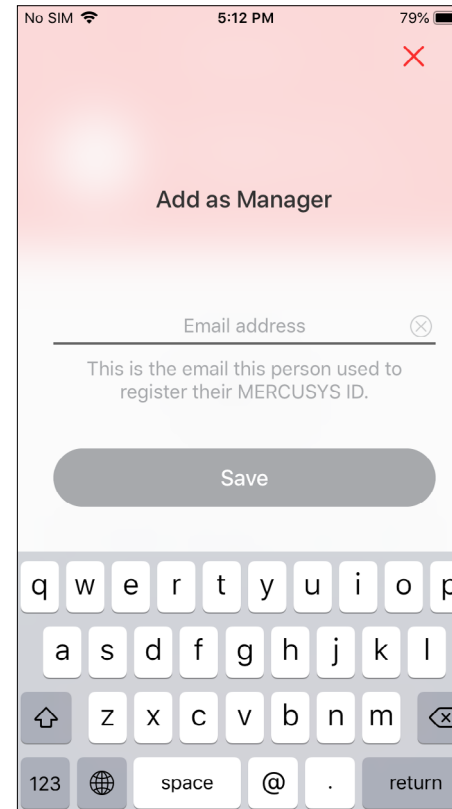 No SIM 5:12 PM 79%
Add as Manager
Email address
This is the email this person used to
register their MERCUSYS ID.
Save
q w e r t y u i o p
a s d f g h j k l
z x c v b n m
123 space @ . return